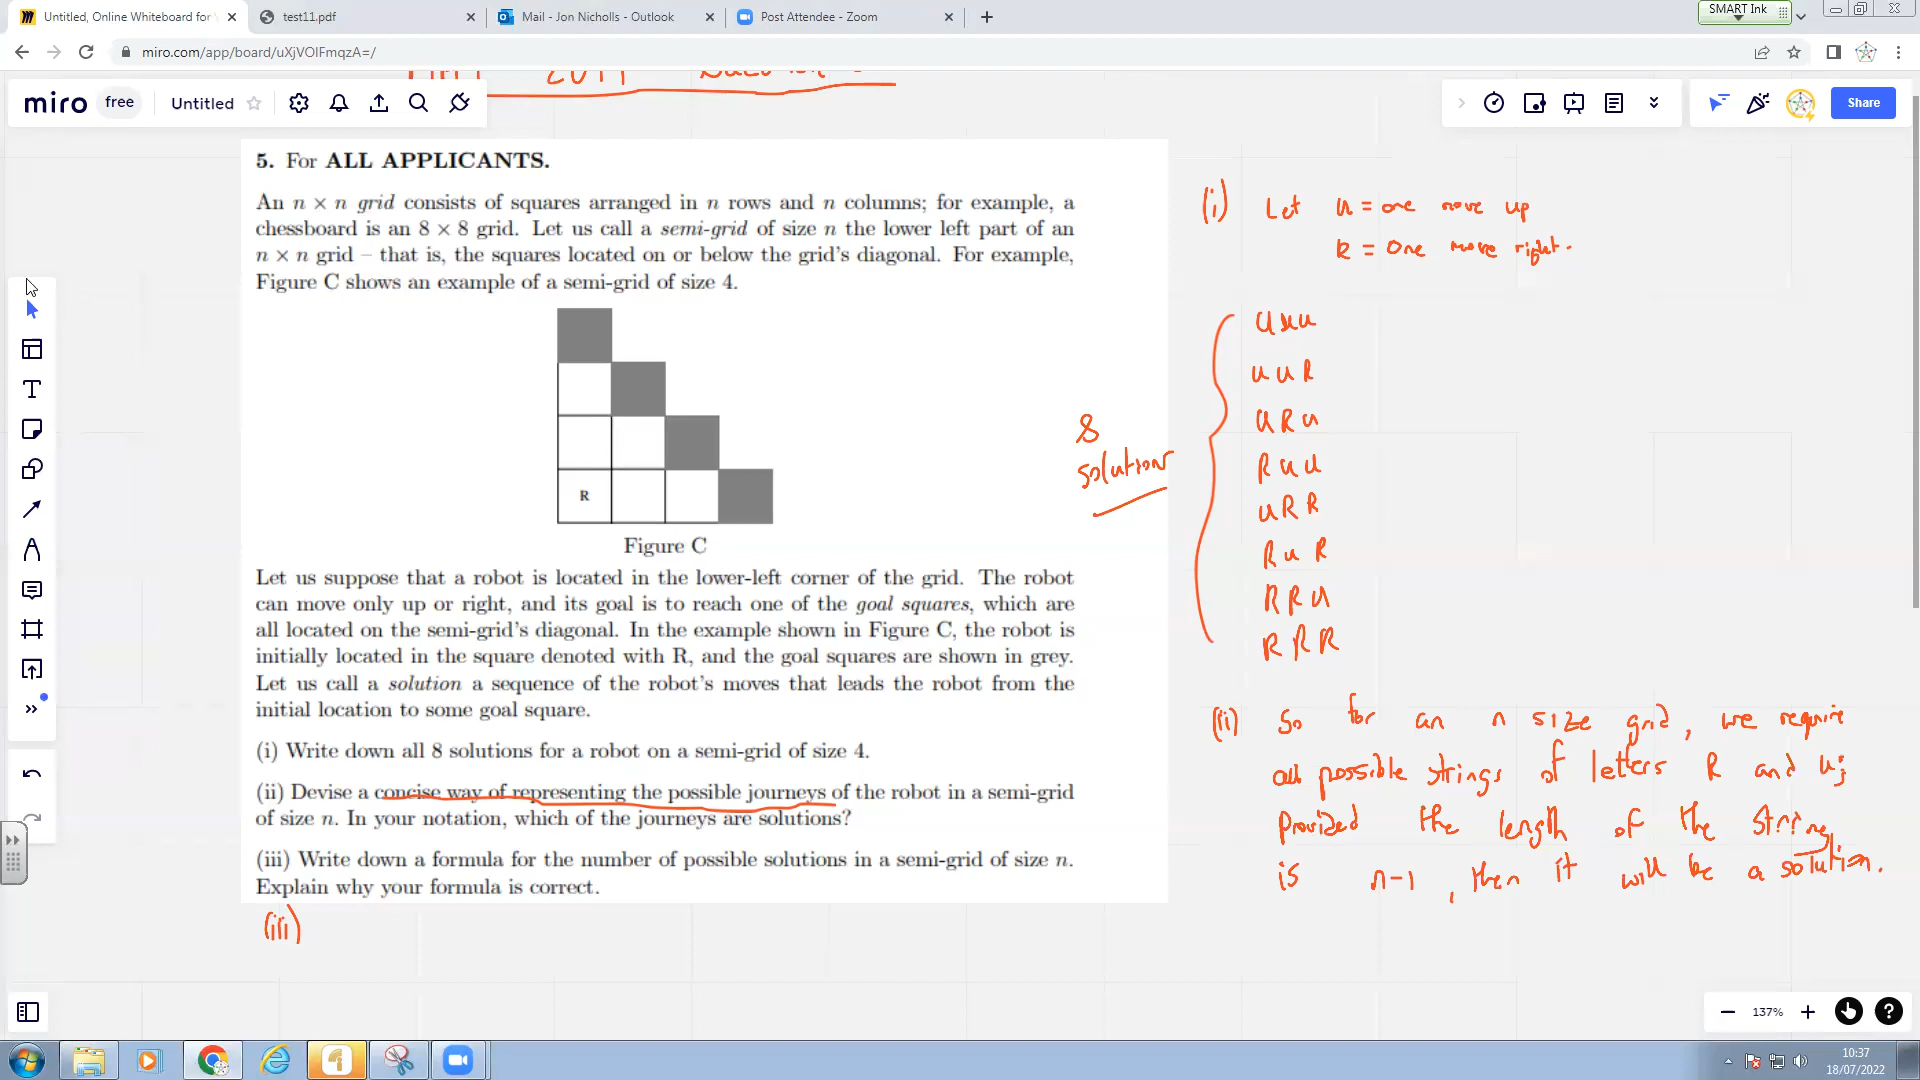 Untitled, Online Whiteboard for
test11.pdf
Mail - Jon Nicholls - Outlook
Post Attendee - Zoom
SMART Ink
miro.com/app/board/uXjVOlFmqzA=/
2011
miro free Untitled
Share
5. For ALL APPLICANTS.
An n × n grid consists of squares arranged in n rows and n columns; for example, a
chessboard is an 8 × 8 grid. Let us call a semi-grid of size n the lower left part of an
n × n grid – that is, the squares located on or below the grid's diagonal. For example,
Figure C shows an example of a semi-grid of size 4.
R
Figure C
Let us suppose that a robot is located in the lower-left corner of the grid. The robot
can move only up or right, and its goal is to reach one of the goal squares, which are
all located on the semi-grid's diagonal. In the example shown in Figure C, the robot is
initially located in the square denoted with R, and the goal squares are shown in grey.
Let us call a solution a sequence of the robot's moves that leads the robot from the
initial location to some goal square.
(i) Write down all 8 solutions for a robot on a semi-grid of size 4.
(ii) Devise a concise way of representing the possible journeys of the robot in a semi-grid
of size n. In your notation, which of the journeys are solutions?
(iii) Write down a formula for the number of possible solutions in a semi-grid of size n.
Explain why your formula is correct.
(iii)
(i) Let u = one move up
R = one move right.
8
solutions
u u u
u u R
u R u
R u u
u R R
R u R
R R u
R R R
(ii) So for an n size grid, we require
all possible strings of letters R and u;
provided the length of the string
is n-1, then it will be a solution.
137%
10:37
18/07/2022